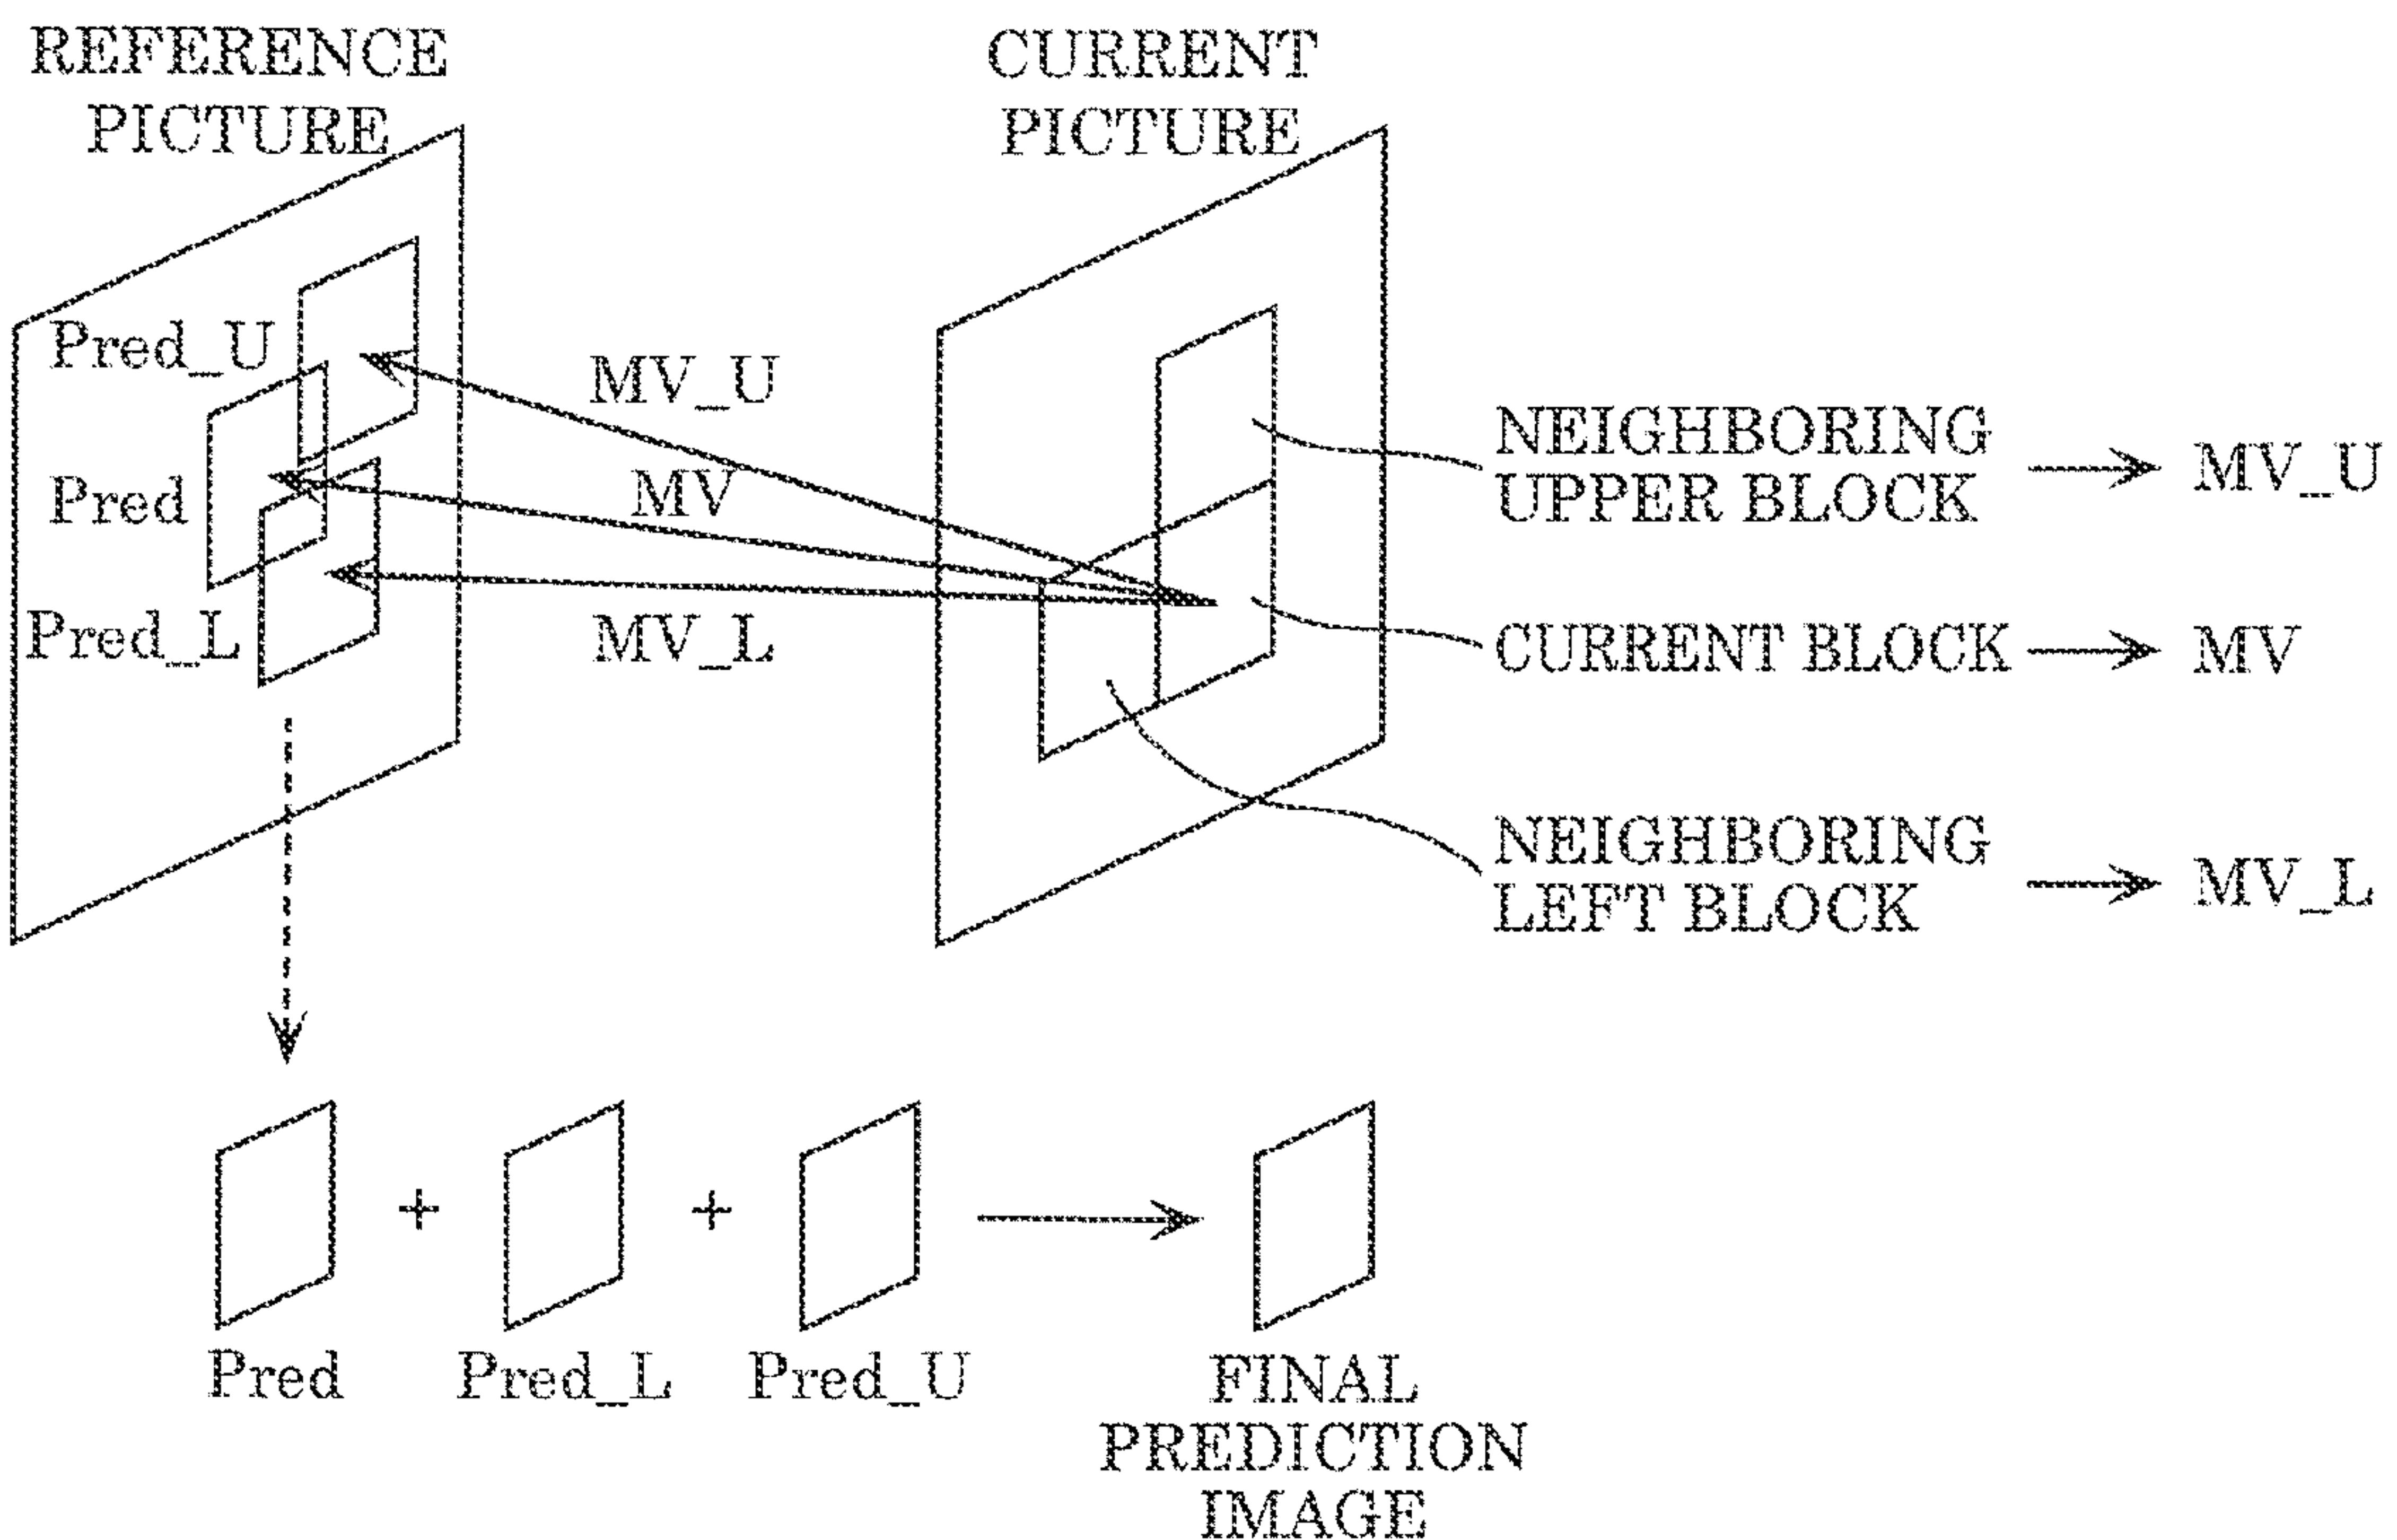 REFERENCE
PICTURE
CURRENT
PICTURE
Pred_U
MV_U
NEIGHBORING
UPPER BLOCK
MV_U
Pred
MV
CURRENT BLOCK
MV
Pred_L
MV_L
NEIGHBORING
LEFT BLOCK
MV_L
+
+
Pred
Pred_L
Pred_U
FINAL
PREDICTION
IMAGE